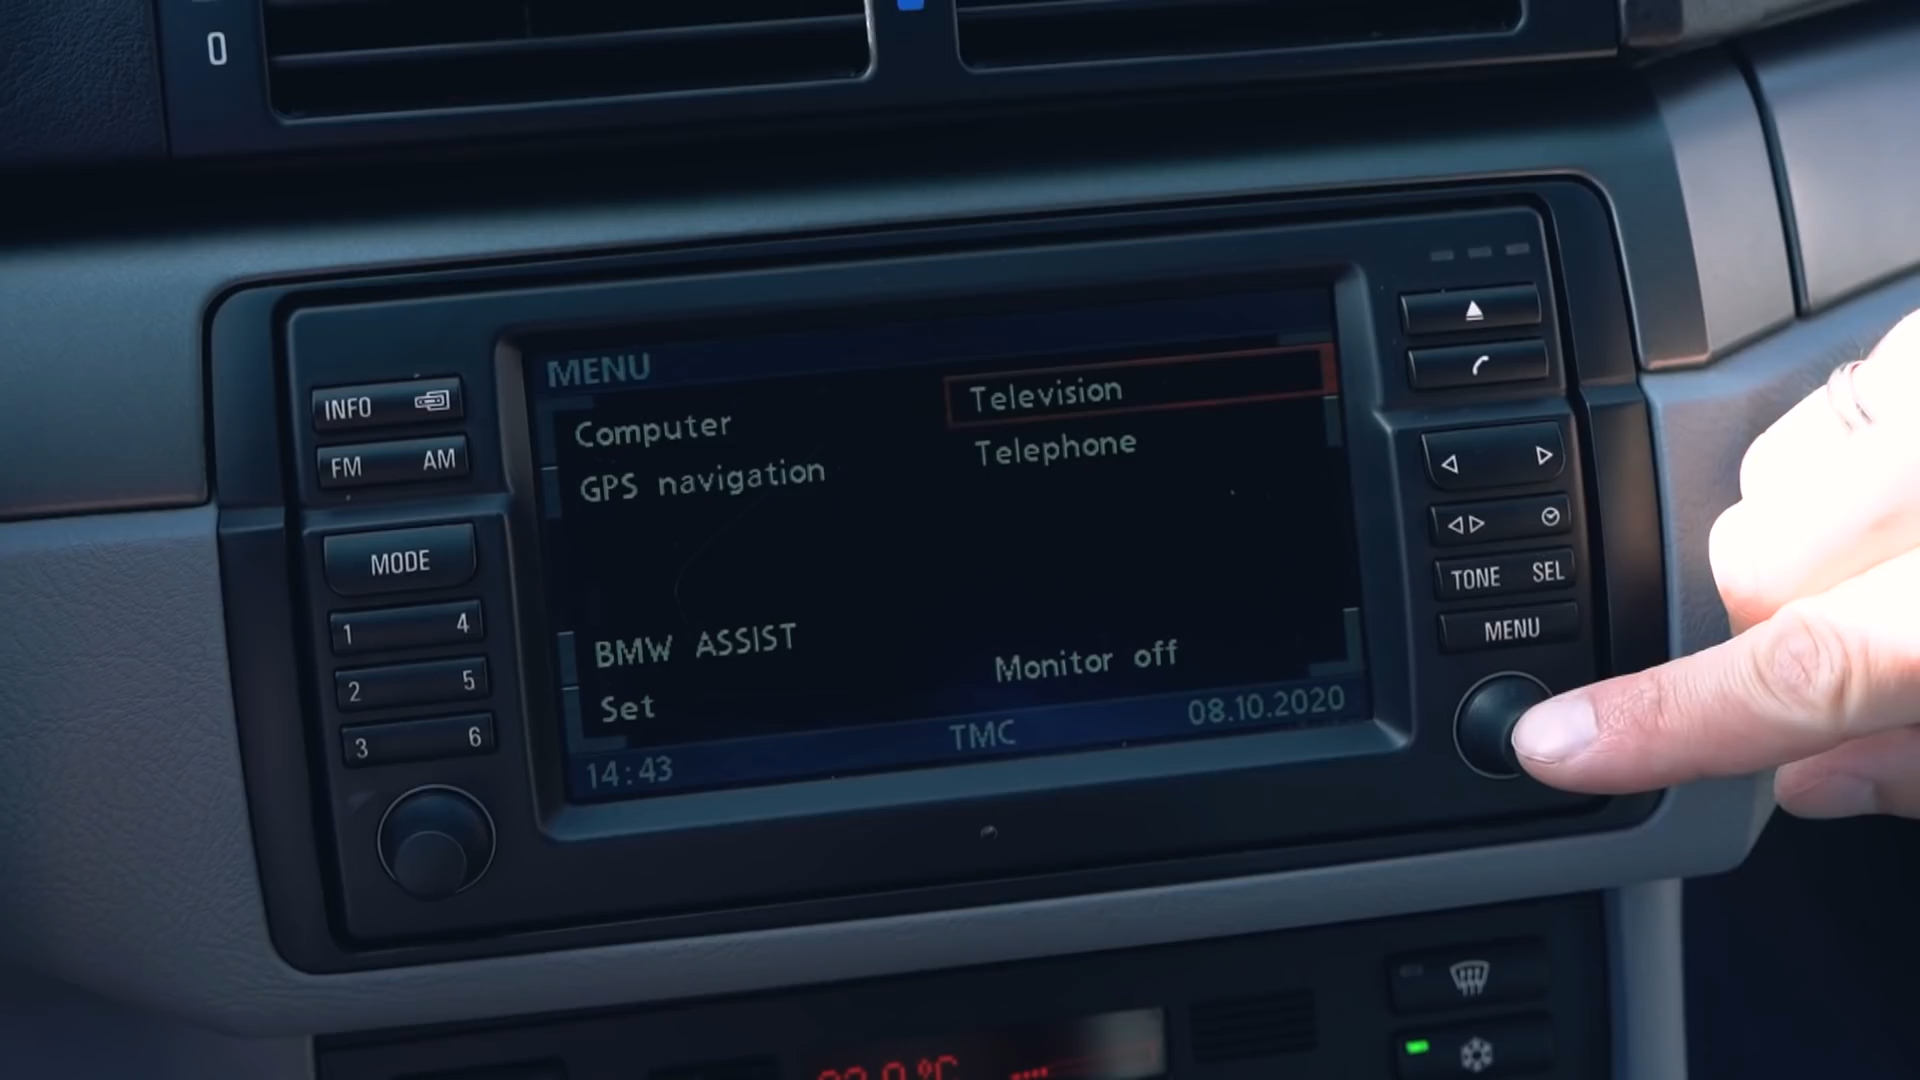 0
MENU
Television
Computer
Telephone
GPS navigation
BMW ASSIST
Monitor off
Set
08.10.2020
TMC
14:43
INFO
FM AM
MODE
1 4
2 5
3 6
TONE SEL
MENU